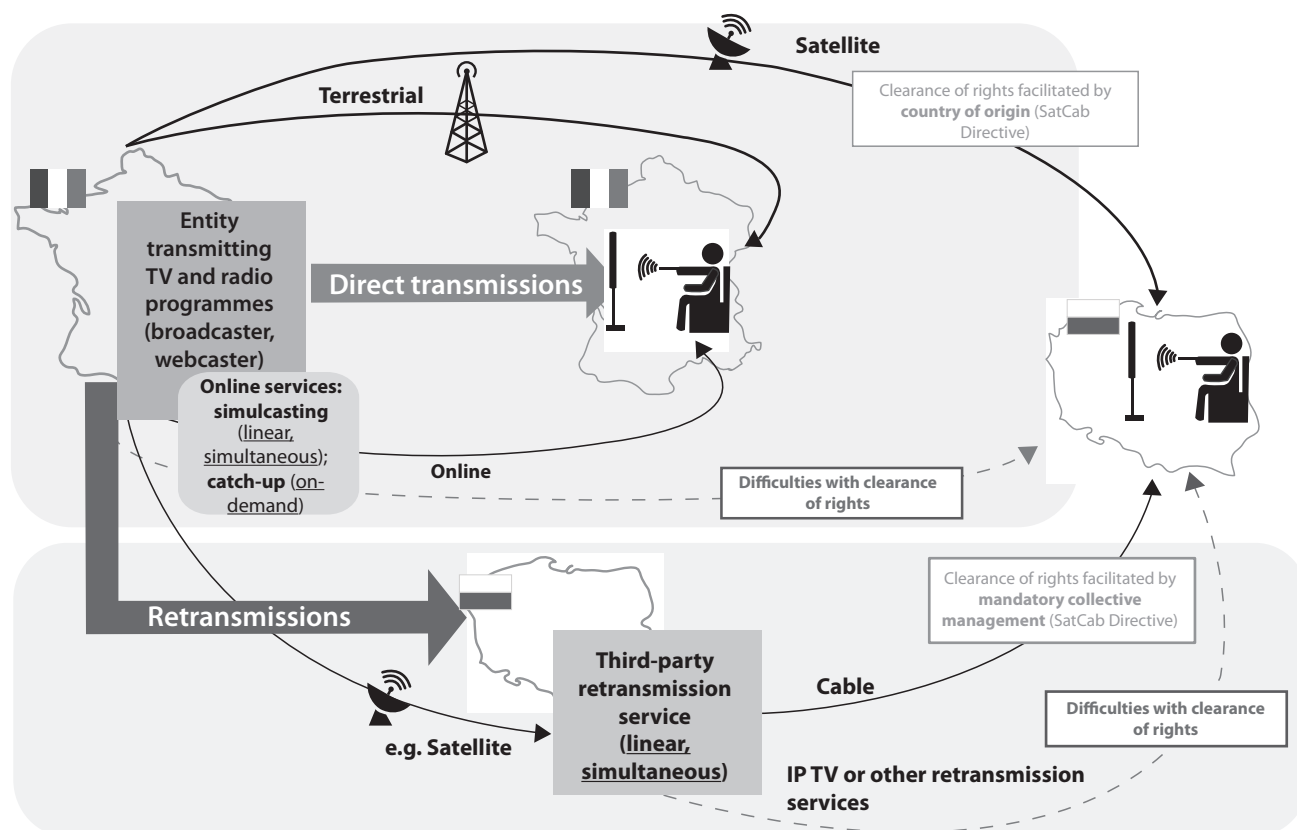 Satellite
Clearance of rights facilitated by
country of origin (SatCab
Directive)
Terrestrial
Entity
transmitting
TV and radio
programmes
(broadcaster,
webcaster)
Direct transmissions
Online services:
simulcasting
(linear,
simultaneous);
catch-up (on-
demand)
Online
Difficulties with clearance
of rights
Retransmissions
Clearance of rights facilitated by
mandatory collective
management (SatCab Directive)
Third-party
retransmission
service
(linear,
simultaneous)
Cable
e.g. Satellite
Difficulties with clearance
of rights
IP TV or other retransmission
services